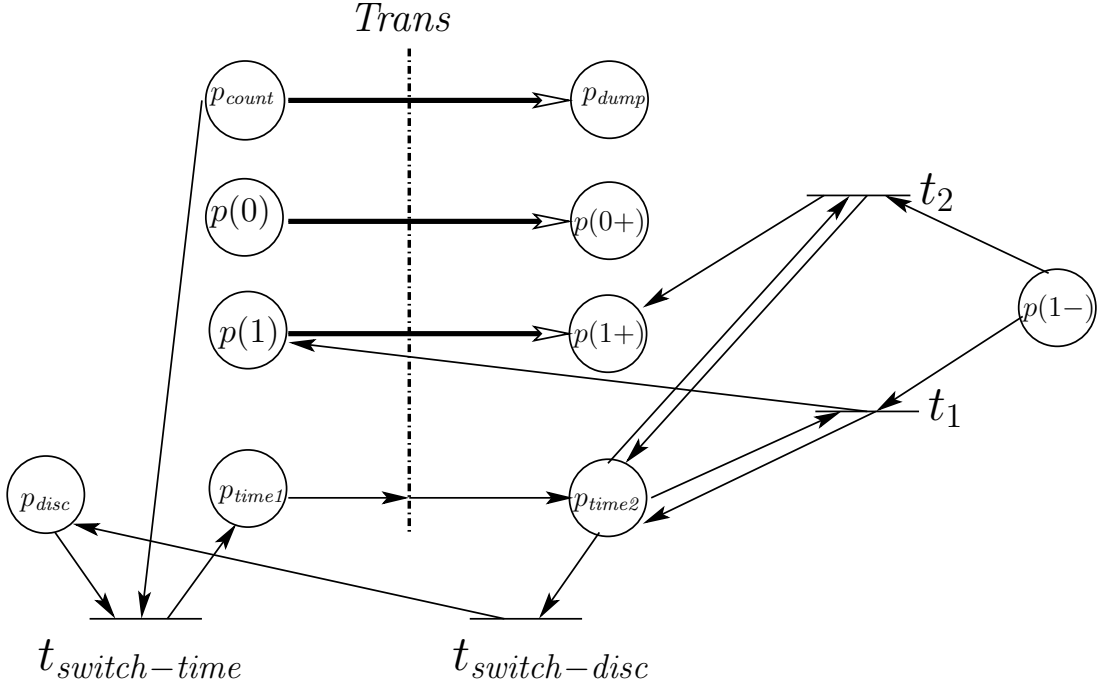 Trans
p_count p_dump
t_2
p(0) p(0+)
p(1-)
p(1) p(1+)
t_1
p_disc p_time1 p_time2
t_switch-time t_switch-disc